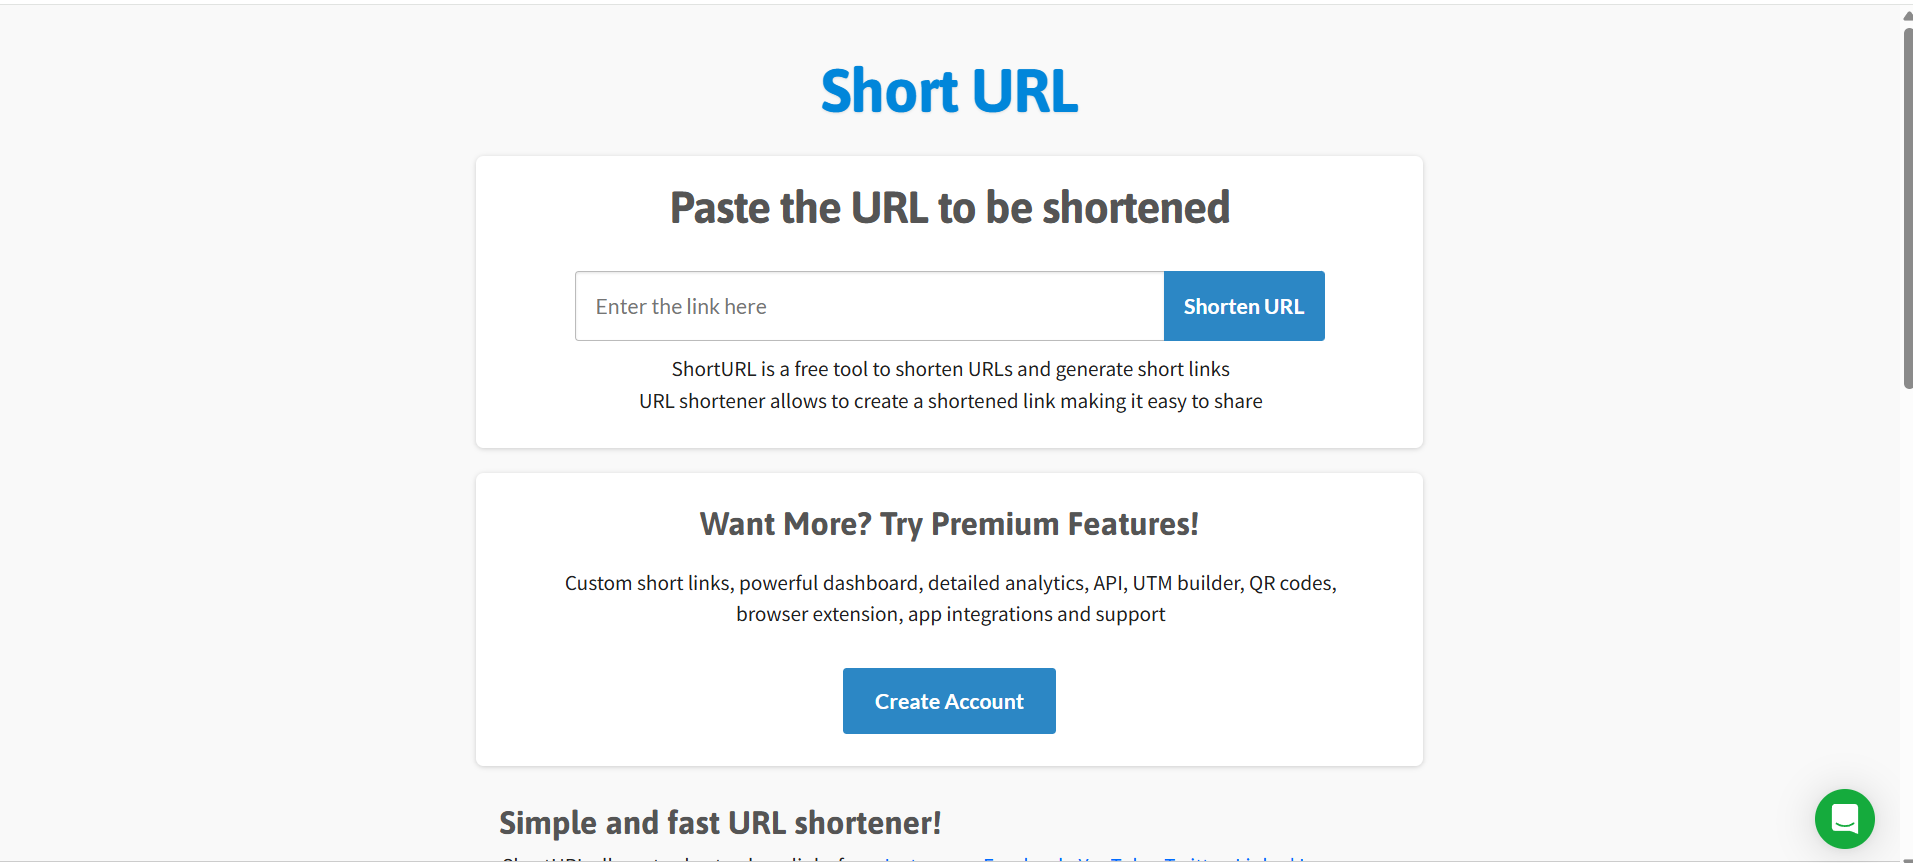 Short URL
Paste the URL to be shortened
Enter the link here
Shorten URL
ShortURL is a free tool to shorten URLs and generate short links
URL shortener allows to create a shortened link making it easy to share
Want More? Try Premium Features!
Custom short links, powerful dashboard, detailed analytics, API, UTM builder, QR codes,
browser extension, app integrations and support
Create Account
Simple and fast URL shortener!